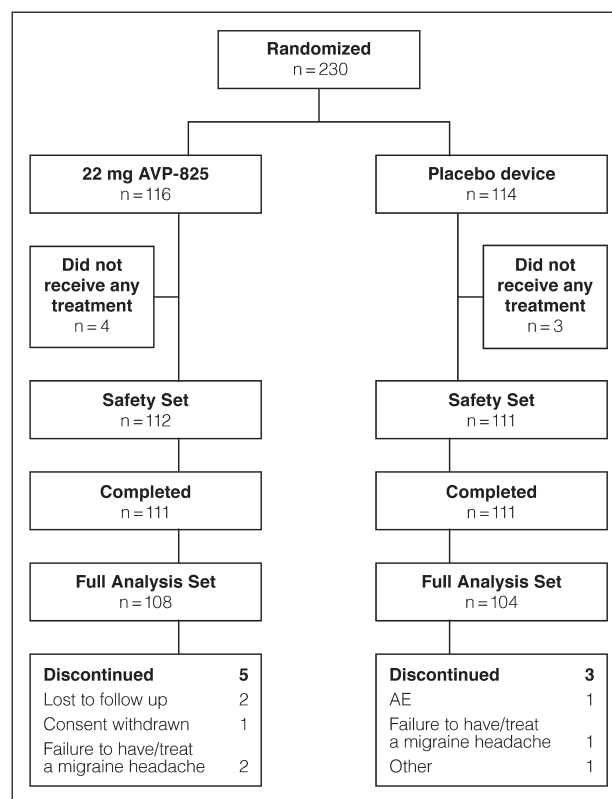 Randomized
n = 230
22 mg AVP-825
n = 116
Placebo device
n = 114
Did not
receive any
treatment
n = 4
Did not
receive any
treatment
n = 3
Safety Set
n = 112
Safety Set
n = 111
Completed
n = 111
Completed
n = 111
Full Analysis Set
n = 108
Full Analysis Set
n = 104
Discontinued 5
Lost to follow up 2
Consent withdrawn 1
Failure to have/treat
a migraine headache 2
Discontinued 3
AE 1
Failure to have/treat
a migraine headache 1
Other 1